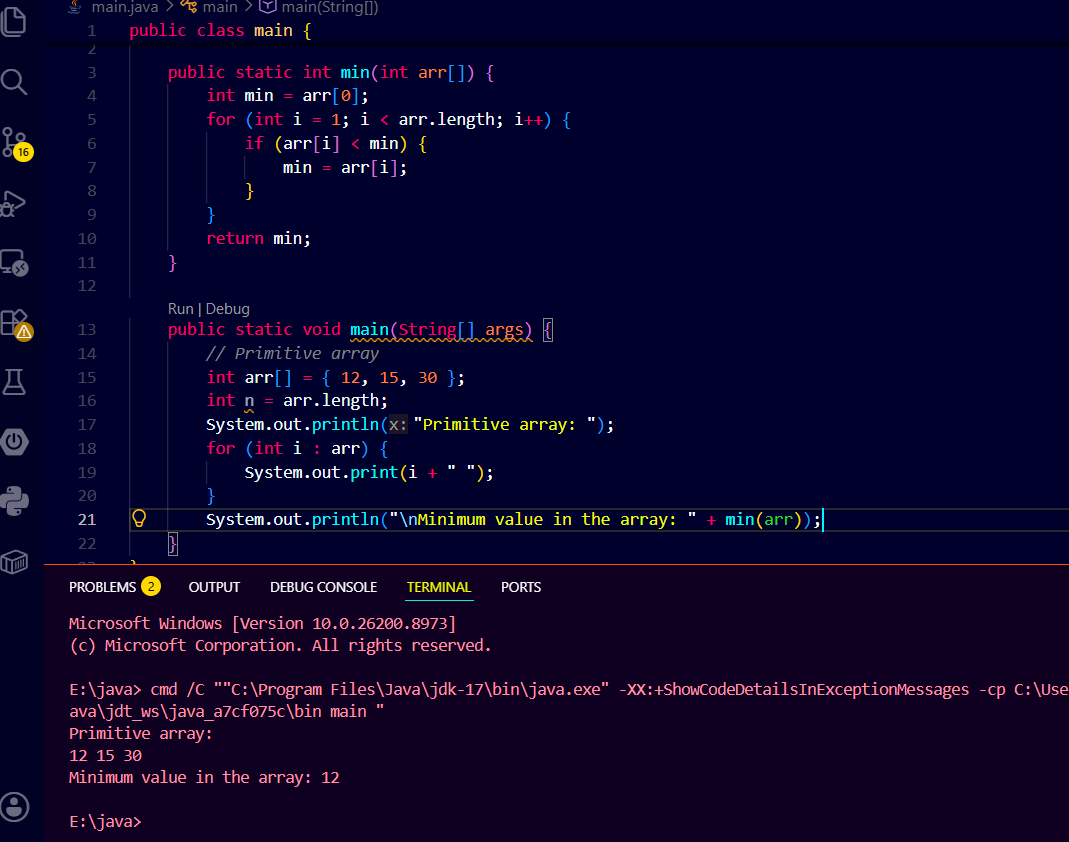 main.java > main > main(String[])
1 public class main {
2
3 public static int min(int arr[]) {
4 int min = arr[0];
5 for (int i = 1; i < arr.length; i++) {
6 if (arr[i] < min) {
7 min = arr[i];
8 }
9 }
10 return min;
11 }
12
Run | Debug
13 public static void main(String[] args) {
14 // Primitive array
15 int arr[] = { 12, 15, 30 };
16 int n = arr.length;
17 System.out.println(x: "Primitive array: ");
18 for (int i : arr) {
19 System.out.print(i + " ");
20 }
21 System.out.println("\nMinimum value in the array: " + min(arr));
22 }
16
PROBLEMS 2 OUTPUT DEBUG CONSOLE TERMINAL PORTS
Microsoft Windows [Version 10.0.26200.8973]
(c) Microsoft Corporation. All rights reserved.
E:\java> cmd /C ""C:\Program Files\Java\jdk-17\bin\java.exe" -XX:+ShowCodeDetailsInExceptionMessages -cp C:\Use
ava\jdt_ws\java_a7cf075c\bin main "
Primitive array:
12 15 30
Minimum value in the array: 12
E:\java>